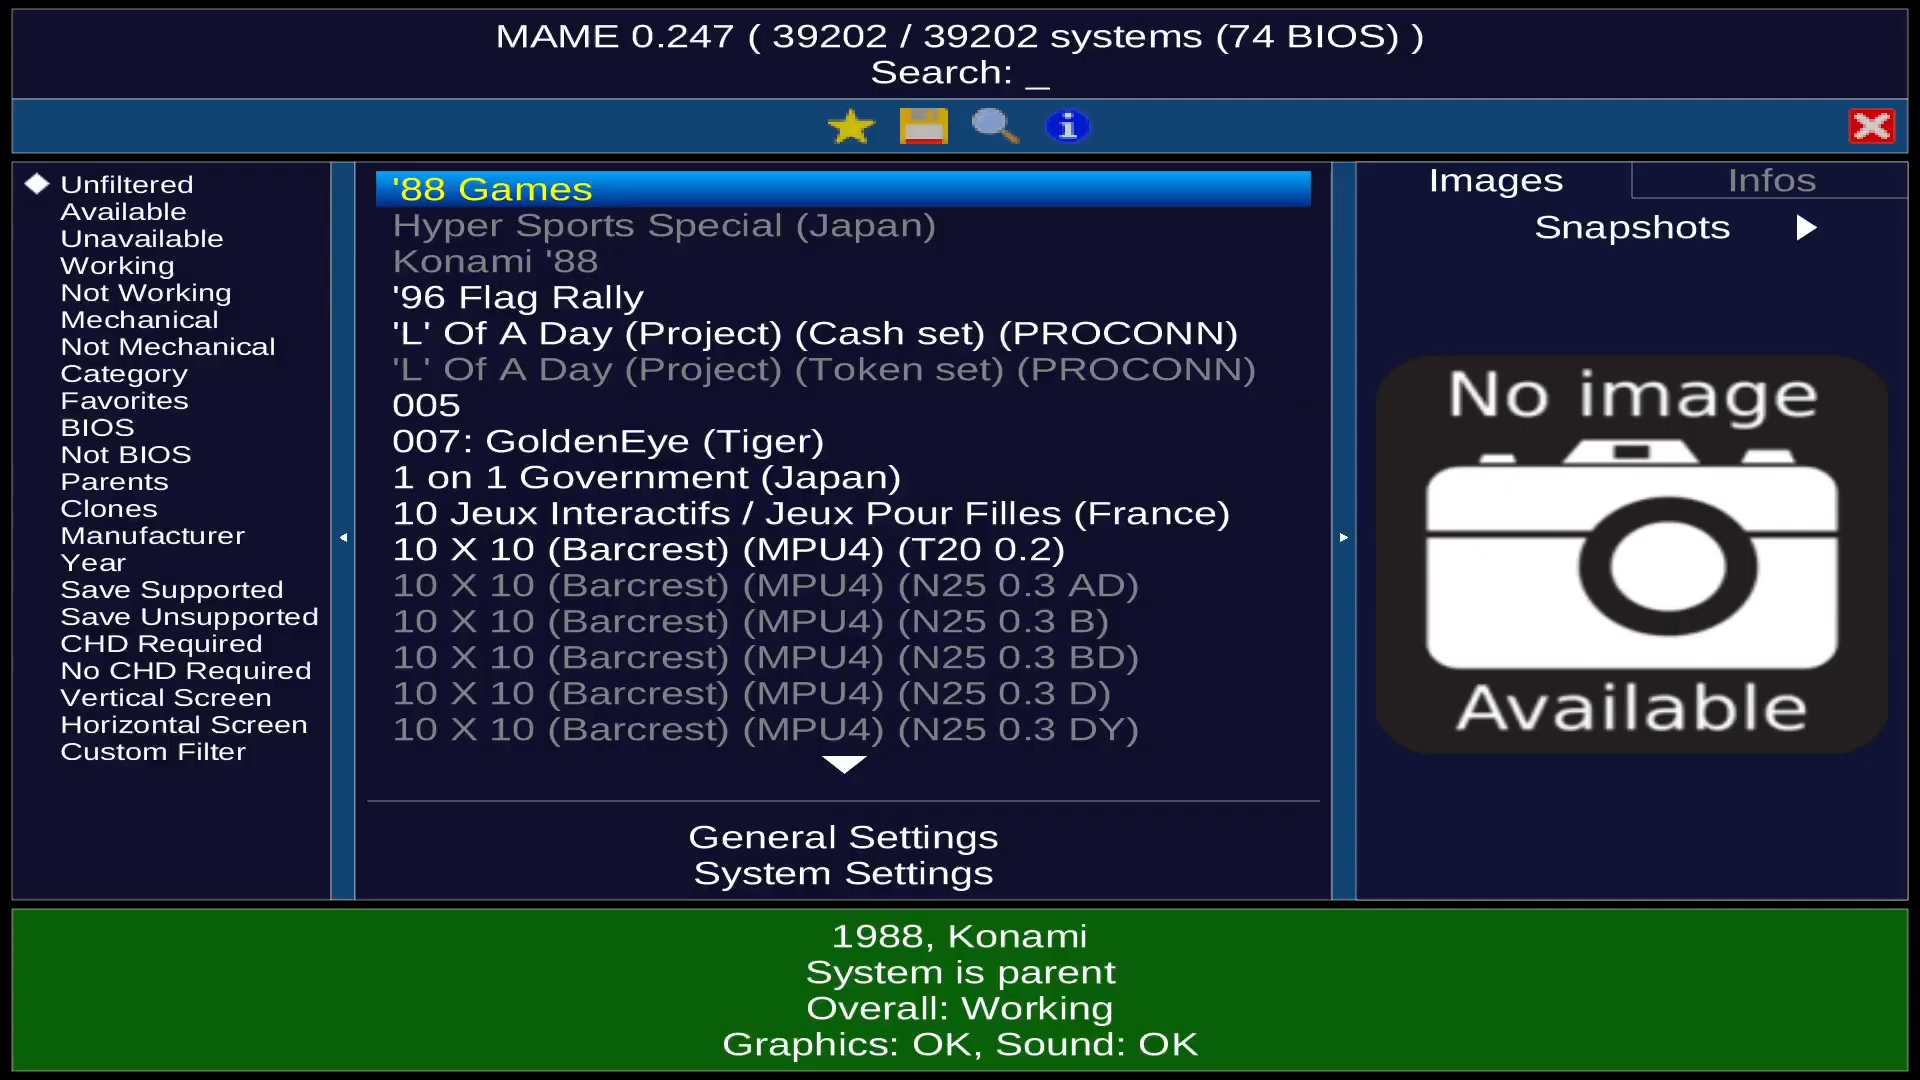 MAME 0.247 ( 39202 / 39202 systems (74 BIOS) )
Search: _
Unfiltered
Available
Unavailable
Working
Not Working
Mechanical
Not Mechanical
Category
Favorites
BIOS
Not BIOS
Parents
Clones
Manufacturer
Year
Save Supported
Save Unsupported
CHD Required
No CHD Required
Vertical Screen
Horizontal Screen
Custom Filter
'88 Games
Hyper Sports Special (Japan)
Konami '88
'96 Flag Rally
'L' Of A Day (Project) (Cash set) (PROCONN)
'L' Of A Day (Project) (Token set) (PROCONN)
005
007: GoldenEye (Tiger)
1 on 1 Government (Japan)
10 Jeux Interactifs / Jeux Pour Filles (France)
10 X 10 (Barcrest) (MPU4) (T20 0.2)
10 X 10 (Barcrest) (MPU4) (N25 0.3 AD)
10 X 10 (Barcrest) (MPU4) (N25 0.3 B)
10 X 10 (Barcrest) (MPU4) (N25 0.3 BD)
10 X 10 (Barcrest) (MPU4) (N25 0.3 D)
10 X 10 (Barcrest) (MPU4) (N25 0.3 DY)
General Settings
System Settings
Images
Infos
Snapshots
No image
Available
1988, Konami
System is parent
Overall: Working
Graphics: OK, Sound: OK